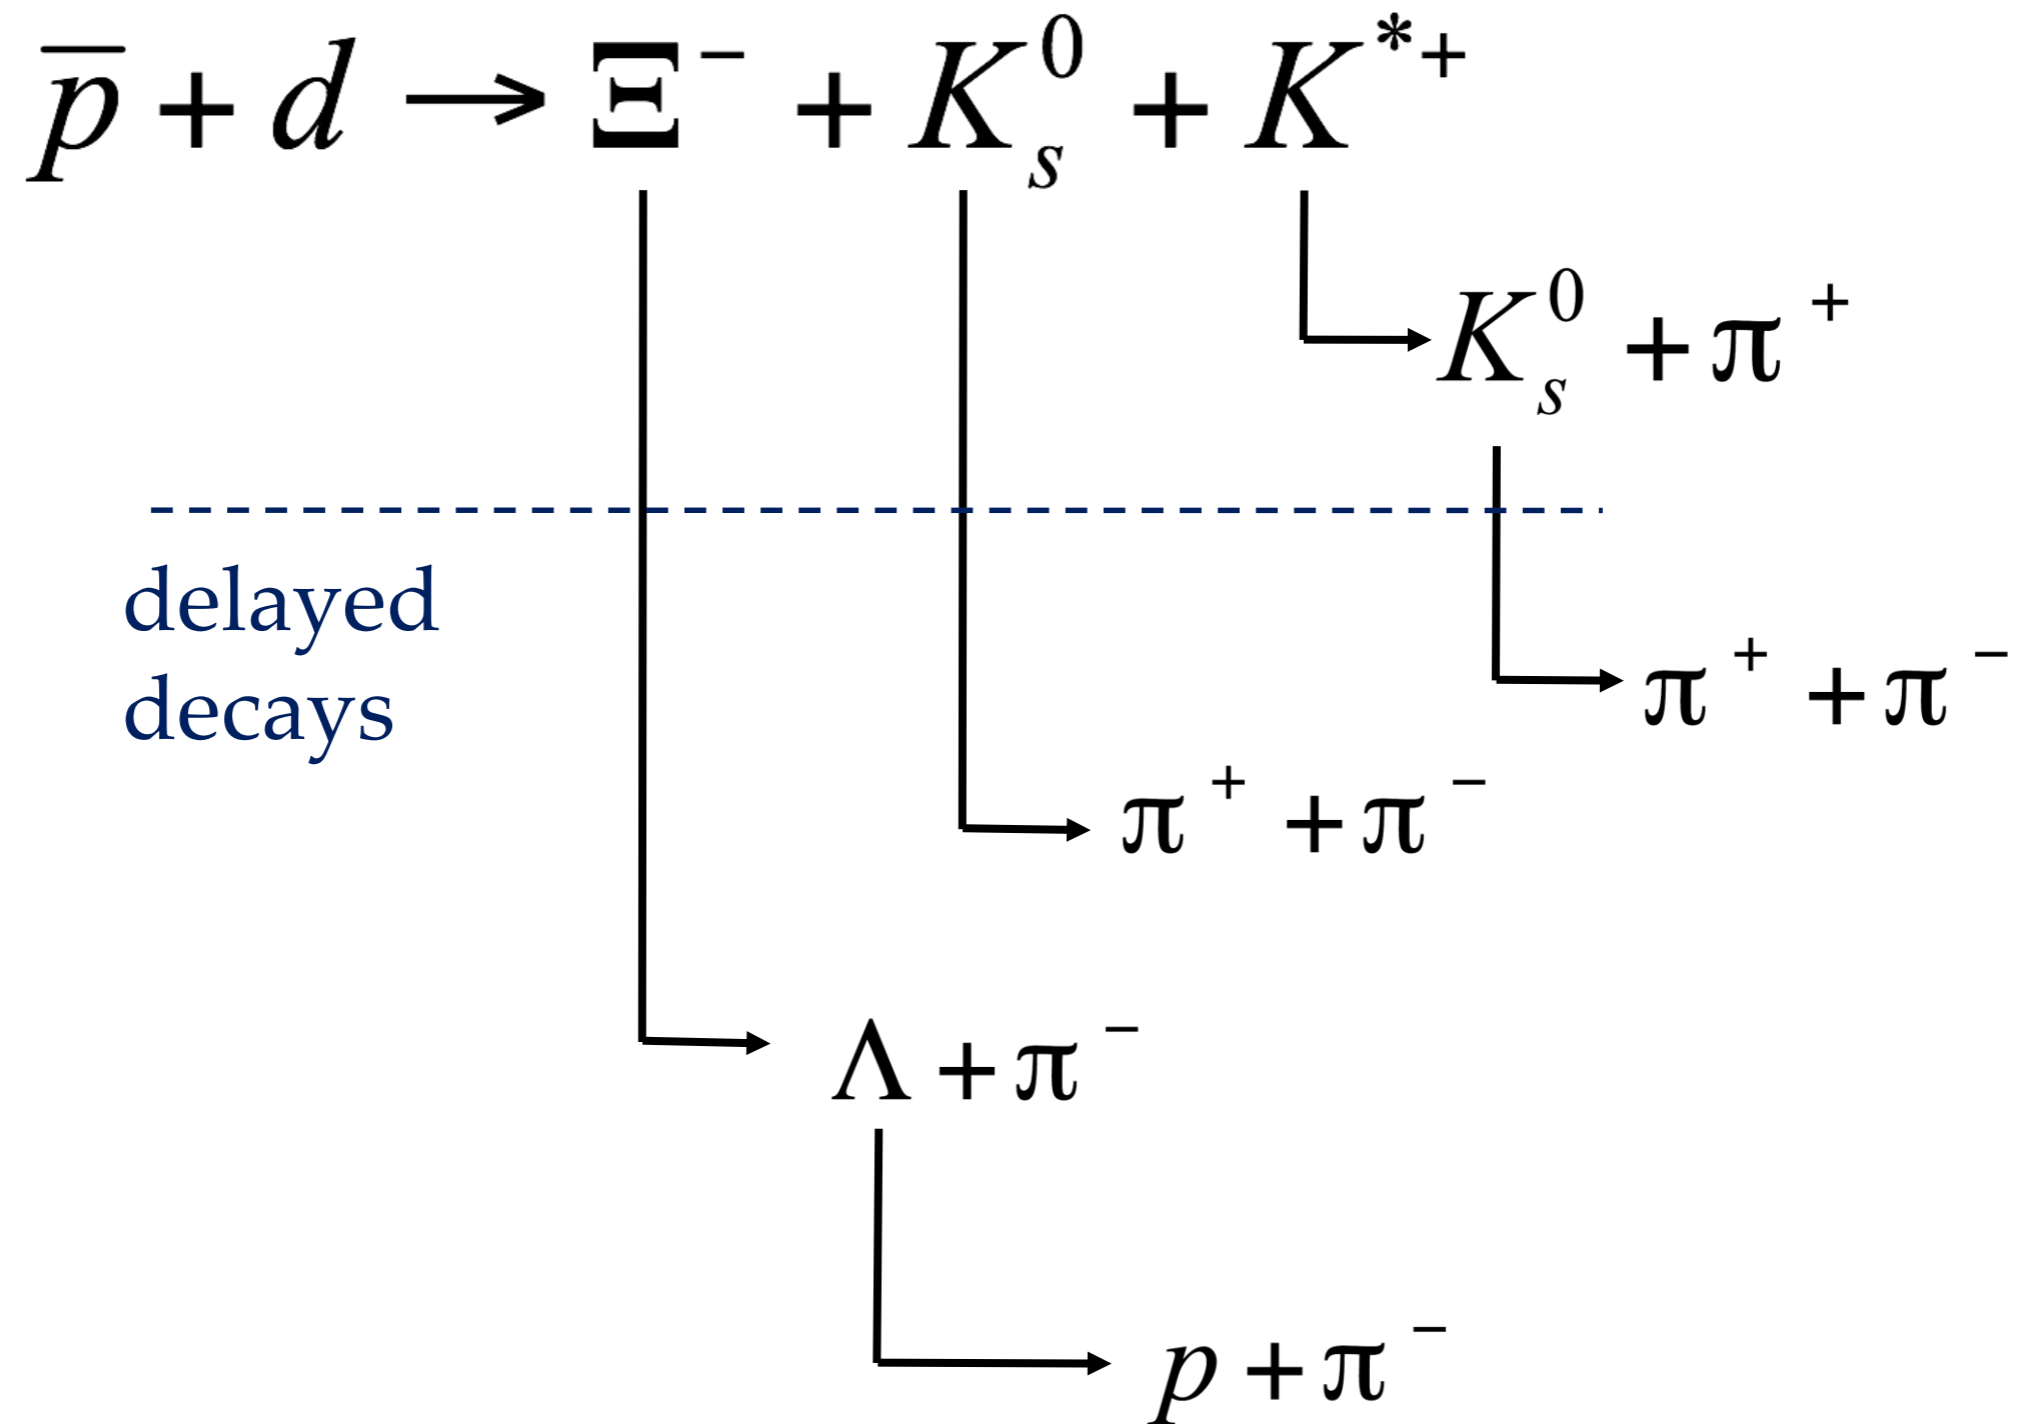 p̅ + d → Ξ⁻ + K⁰ₛ + K*⁺
K⁰ₛ + π⁺
delayed
decays
π⁺ + π⁻
π⁺ + π⁻
Λ + π⁻
p + π⁻